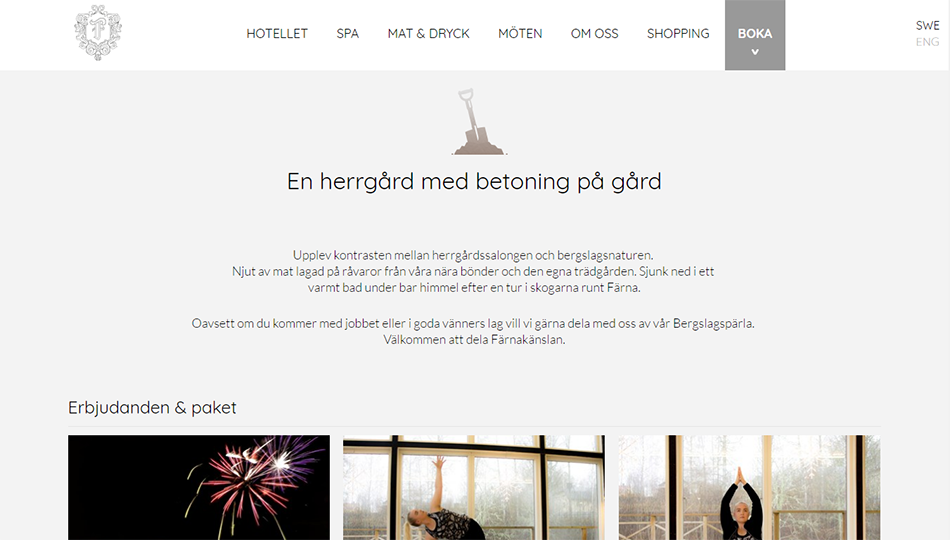 F
HOTELLET SPA MAT & DRYCK MÖTEN OM OSS SHOPPING BOKA
SWE
ENG
En herrgård med betoning på gård
Upplev kontrasten mellan herrgårdssalongen och bergslagsnaturen.
Njut av mat lagad på råvaror från våra nära bönder och den egna trädgården. Sjunk ned i ett
varmt bad under bar himmel efter en tur i skogarna runt Färna.
Oavsett om du kommer med jobbet eller i goda vänners lag vill vi gärna dela med oss av vår Bergslagspärla.
Välkommen att dela Färnakänslan.
Erbjudanden & paket